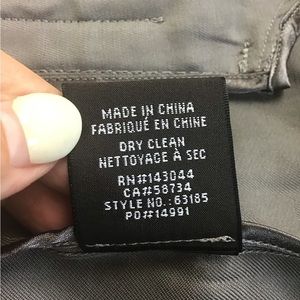 MADE IN CHINA
FABRIQUÉ EN CHINE
DRY CLEAN
NETTOYAGE À SEC
RN#143044
CA#58734
STYLE NO.: 63185
PO#14991